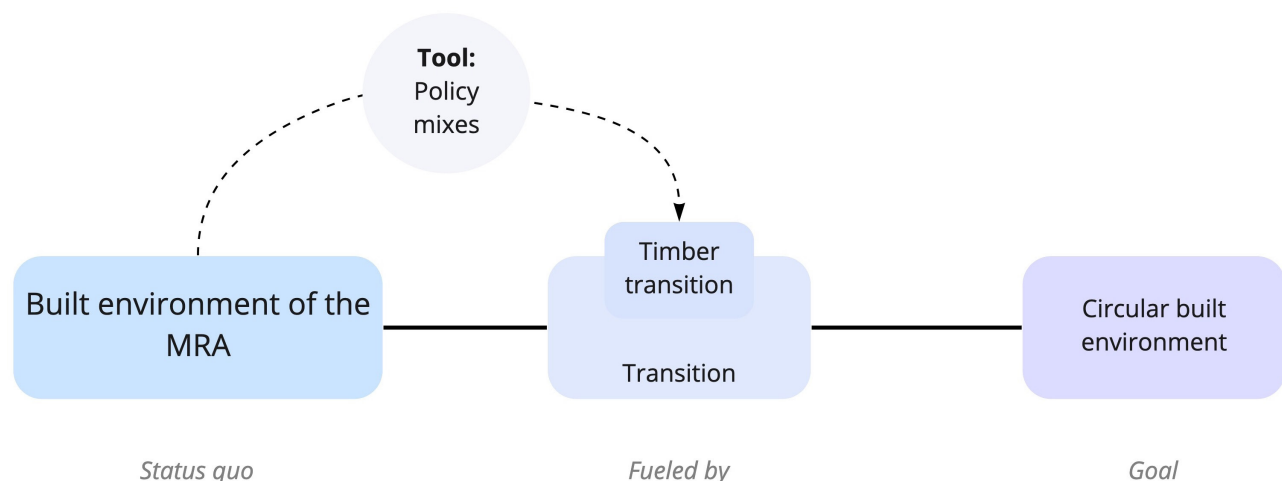 Tool:
Policy
mixes
Timber
transition
Built environment of the
MRA
Transition
Circular built
environment
Status quo
Fueled by
Goal